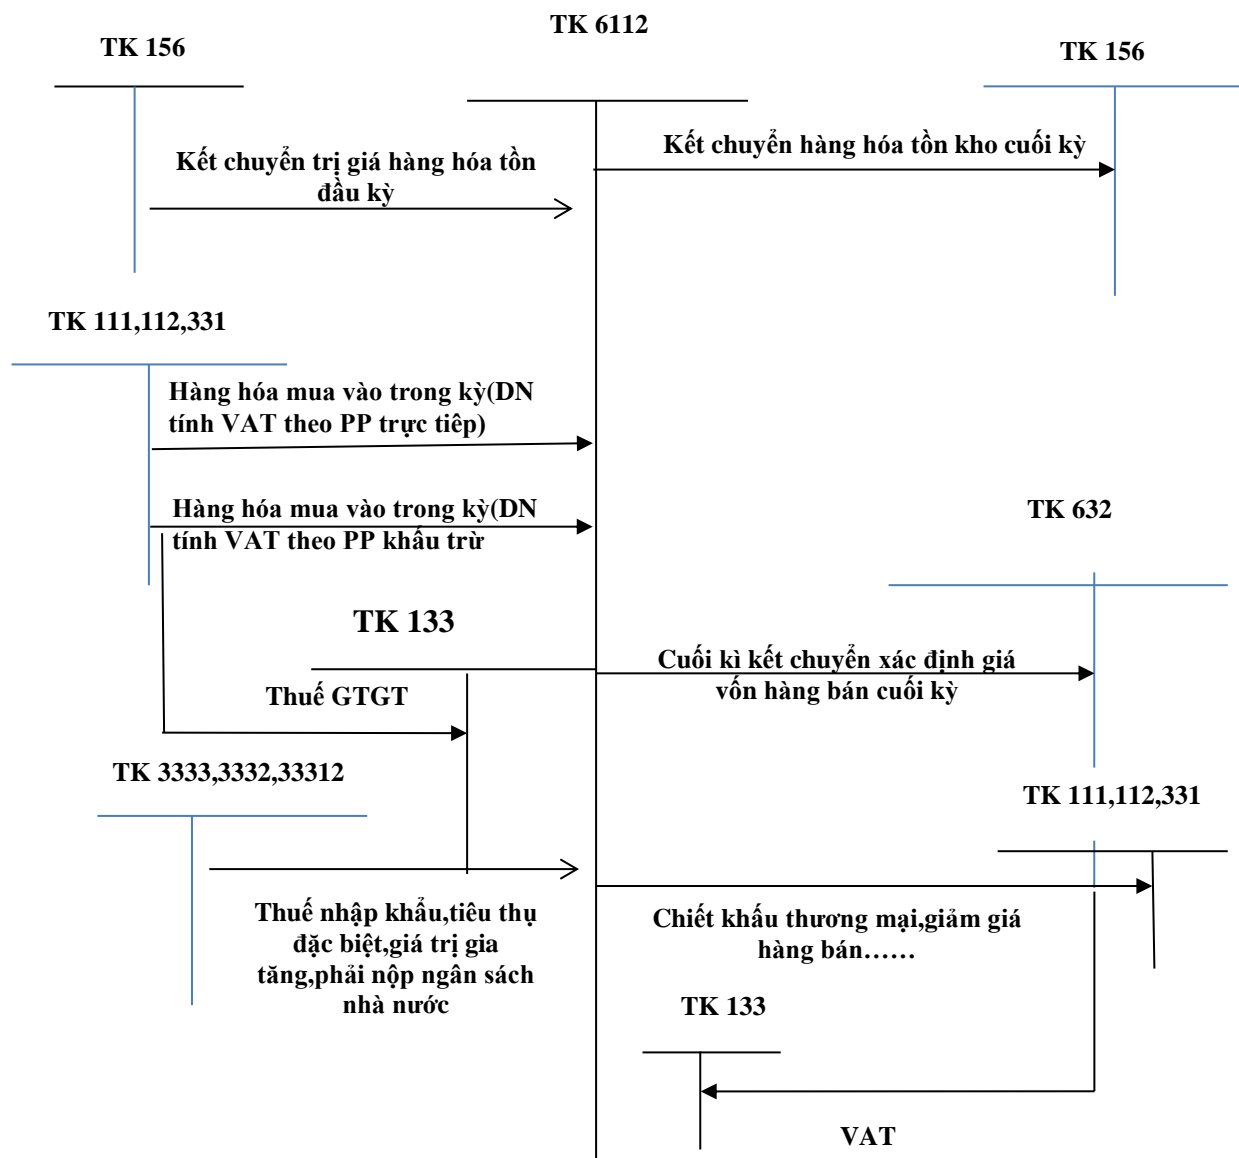 TK 6112
TK 156
TK 156
Kết chuyển trị giá hàng hóa tồn
đầu kỳ
Kết chuyển hàng hóa tồn kho cuối kỳ
TK 111,112,331
Hàng hóa mua vào trong kỳ(DN
tính VAT theo PP trực tiêp)
Hàng hóa mua vào trong kỳ(DN
tính VAT theo PP khấu trừ
TK 632
TK 133
Cuối kì kết chuyển xác định giá
vốn hàng bán cuối kỳ
Thuế GTGT
TK 3333,3332,33312
TK 111,112,331
Thuế nhập khẩu,tiêu thụ
đặc biệt,giá trị gia
tăng,phải nộp ngân sách
nhà nước
Chiết khấu thương mại,giảm giá
hàng bán……
TK 133
VAT